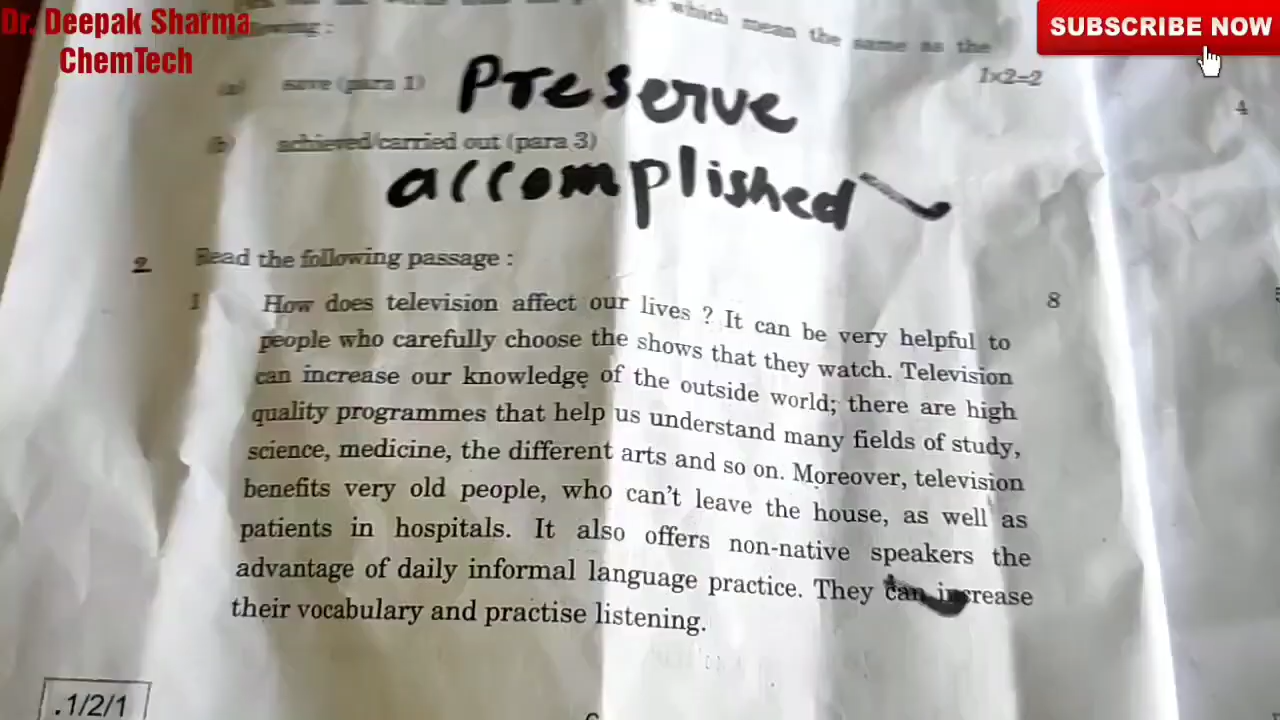 Dr. Deepak Sharma
ChemTech
SUBSCRIBE NOW
which mean the same as the
1×2=2
(a) save (para 1)
Preserve
4
(b) achieved/carried out (para 3)
accomplished
2 Read the following passage :
8
1 How does television affect our lives ? It can be very helpful to
people who carefully choose the shows that they watch. Television
can increase our knowledge of the outside world; there are high
quality programmes that help us understand many fields of study,
science, medicine, the different arts and so on. Moreover, television
benefits very old people, who can't leave the house, as well as
patients in hospitals. It also offers non-native speakers the
advantage of daily informal language practice. They can increase
their vocabulary and practise listening.
.1/2/1